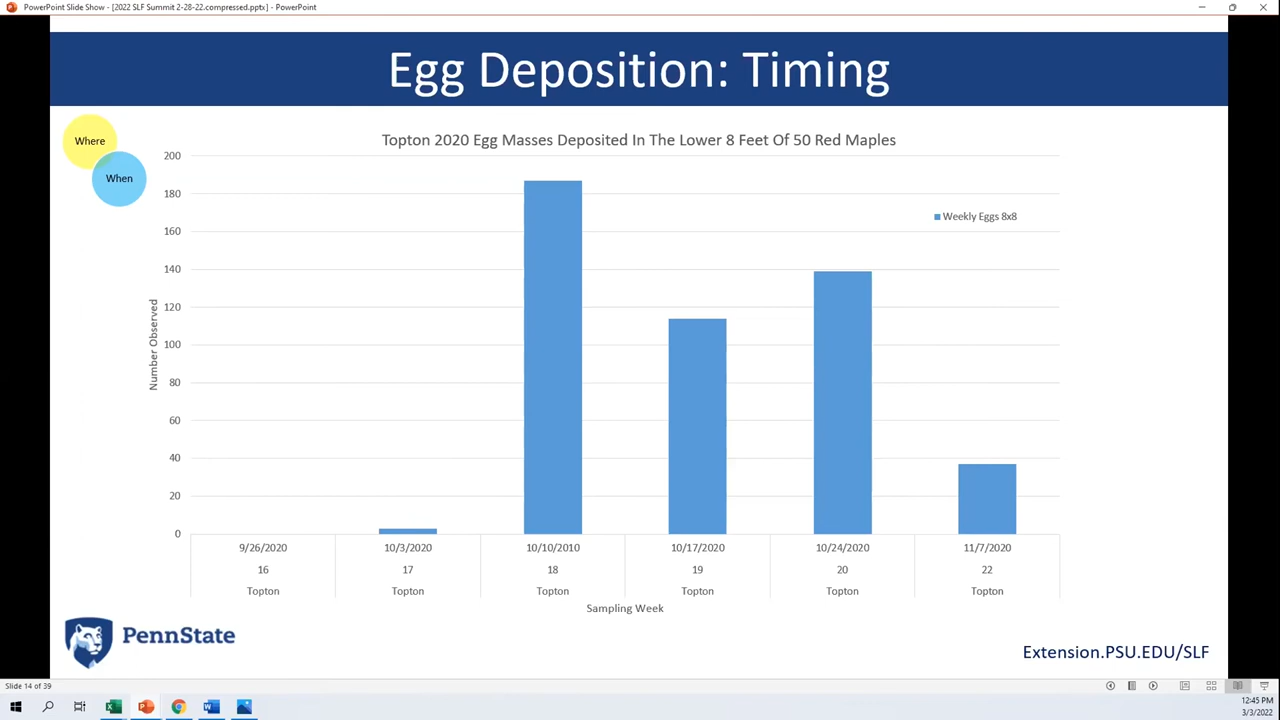 PowerPoint Slide Show - [2022 SLF Summit 2-28-22.compressed.pptx] - PowerPoint
Egg Deposition: Timing
Where
When
Topton 2020 Egg Masses Deposited In The Lower 8 Feet Of 50 Red Maples
Weekly Eggs 8x8
Number Observed
200
180
160
140
120
100
80
60
40
20
0
9/26/2020 10/3/2020 10/10/2010 10/17/2020 10/24/2020 11/7/2020
16 17 18 19 20 22
Topton Topton Topton Topton Topton Topton
Sampling Week
PennState
Extension.PSU.EDU/SLF
Slide 14 of 39
12:45 PM
3/3/2022